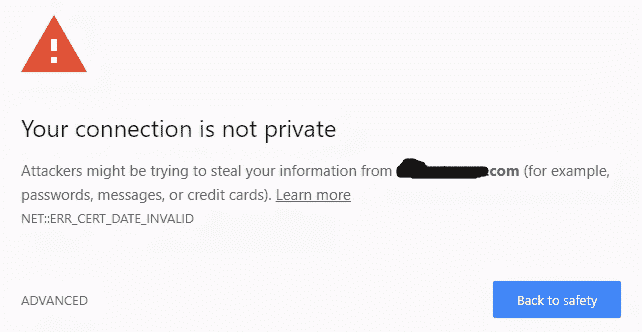 Your connection is not private
Attackers might be trying to steal your information from .com (for example,
passwords, messages, or credit cards). Learn more
NET::ERR_CERT_DATE_INVALID
ADVANCED
Back to safety